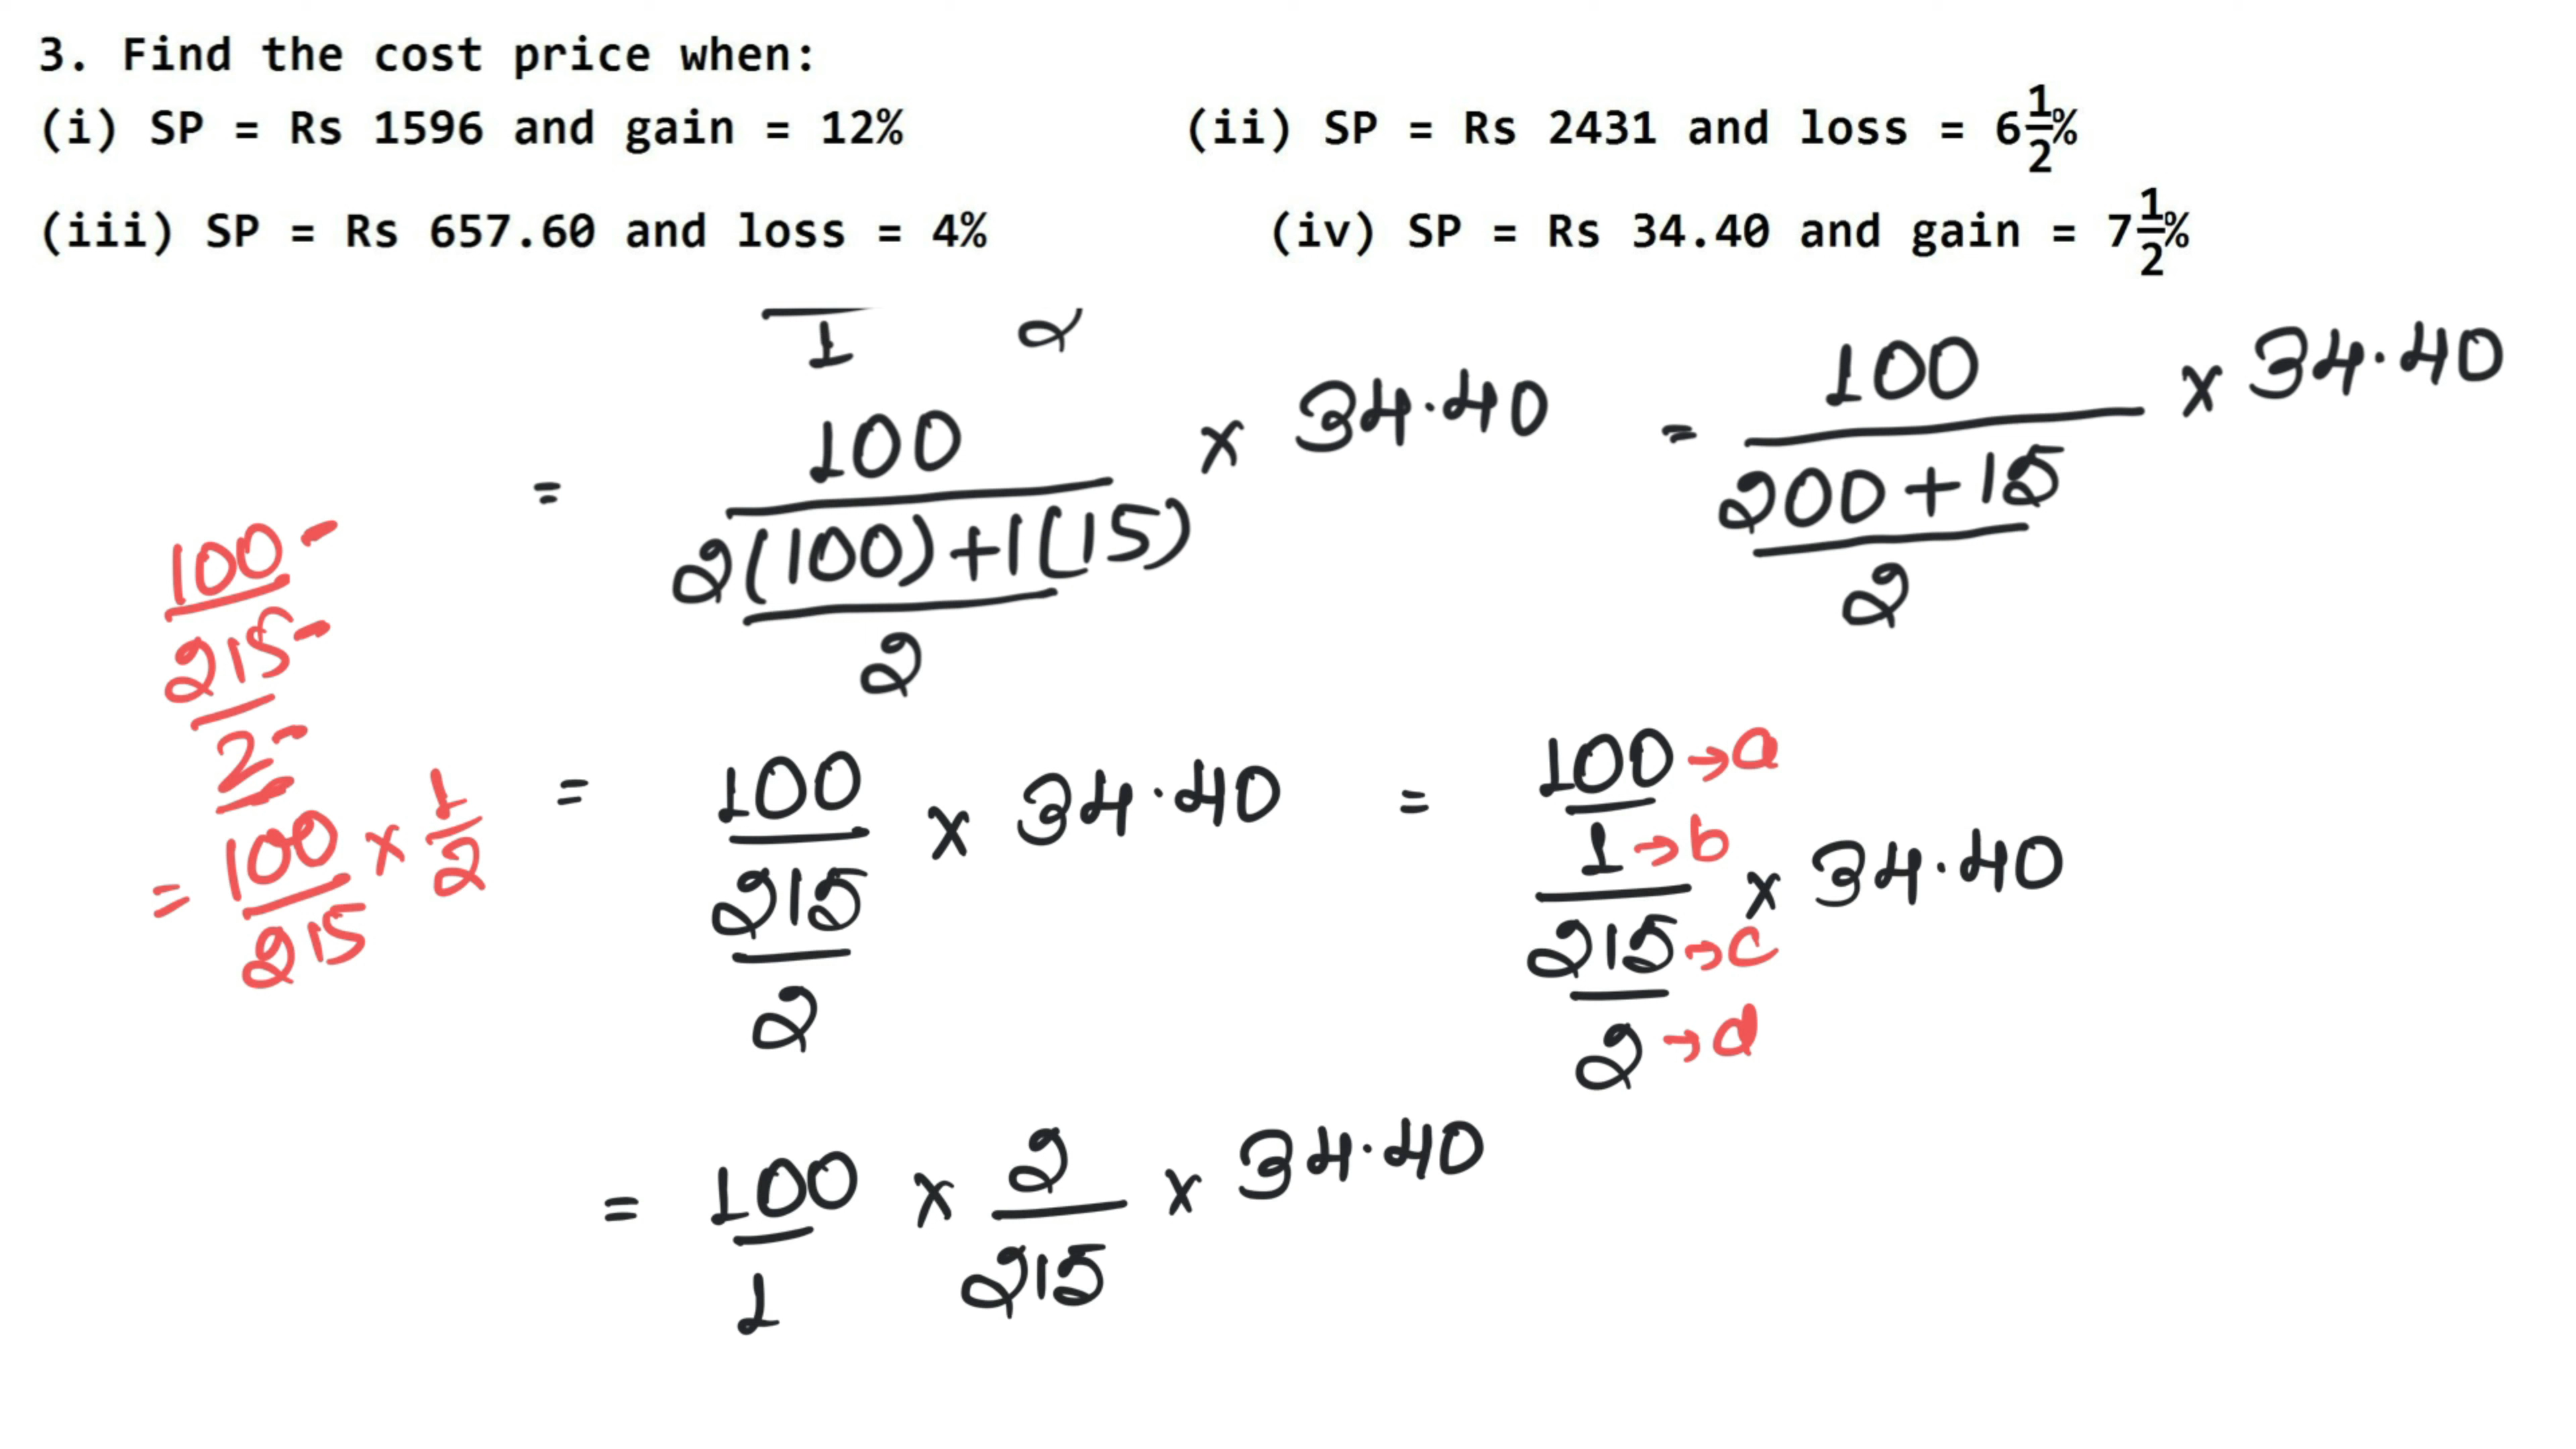 3. Find the cost price when:
(i) SP = Rs 1596 and gain = 12% (ii) SP = Rs 2431 and loss = 6 1/2%
(iii) SP = Rs 657.60 and loss = 4% (iv) SP = Rs 34.40 and gain = 7 1/2%
1 2
= 100 / (2(100)+1(15) / 2) × 34.40 = 100 / (200+15 / 2) × 34.40
100-
215-
2-
= 100/215 × 1/2
= 100 / (215 / 2) × 34.40 = (100 →a / 1 →b) / (215 →c / 2 →d) × 34.40
= 100/1 × 2/215 × 34.40